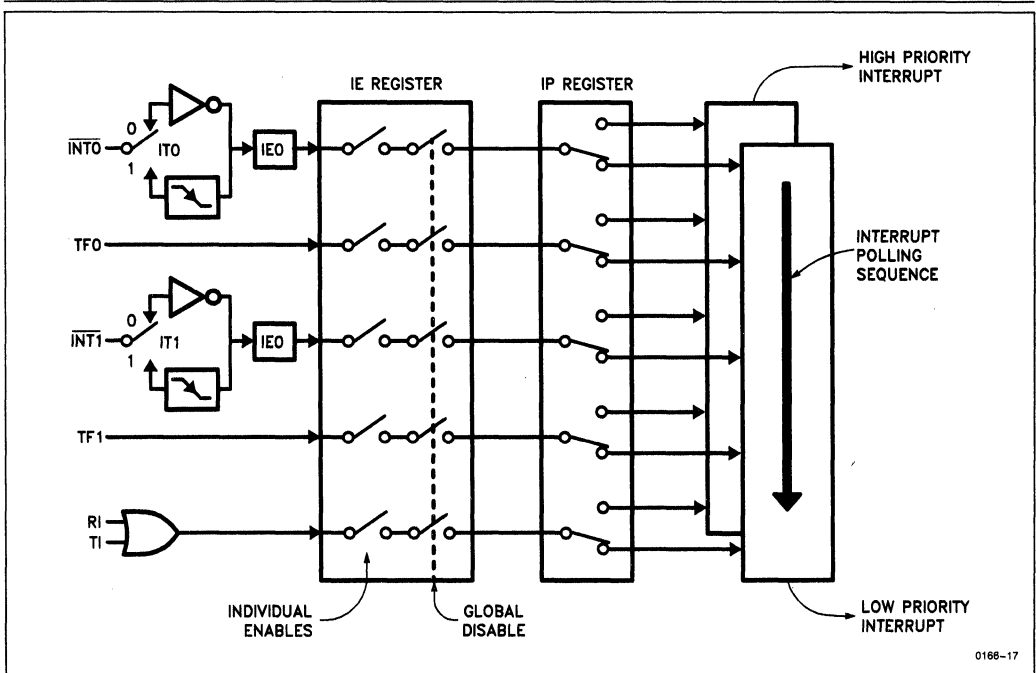 HIGH PRIORITY
INTERRUPT
IE REGISTER
IP REGISTER
0
INT0
IT0
IE0
1
TF0
INTERRUPT
POLLING
SEQUENCE
0
INT1
IT1
IE0
1
TF1
RI
TI
INDIVIDUAL
ENABLES
GLOBAL
DISABLE
LOW PRIORITY
INTERRUPT
0166-17